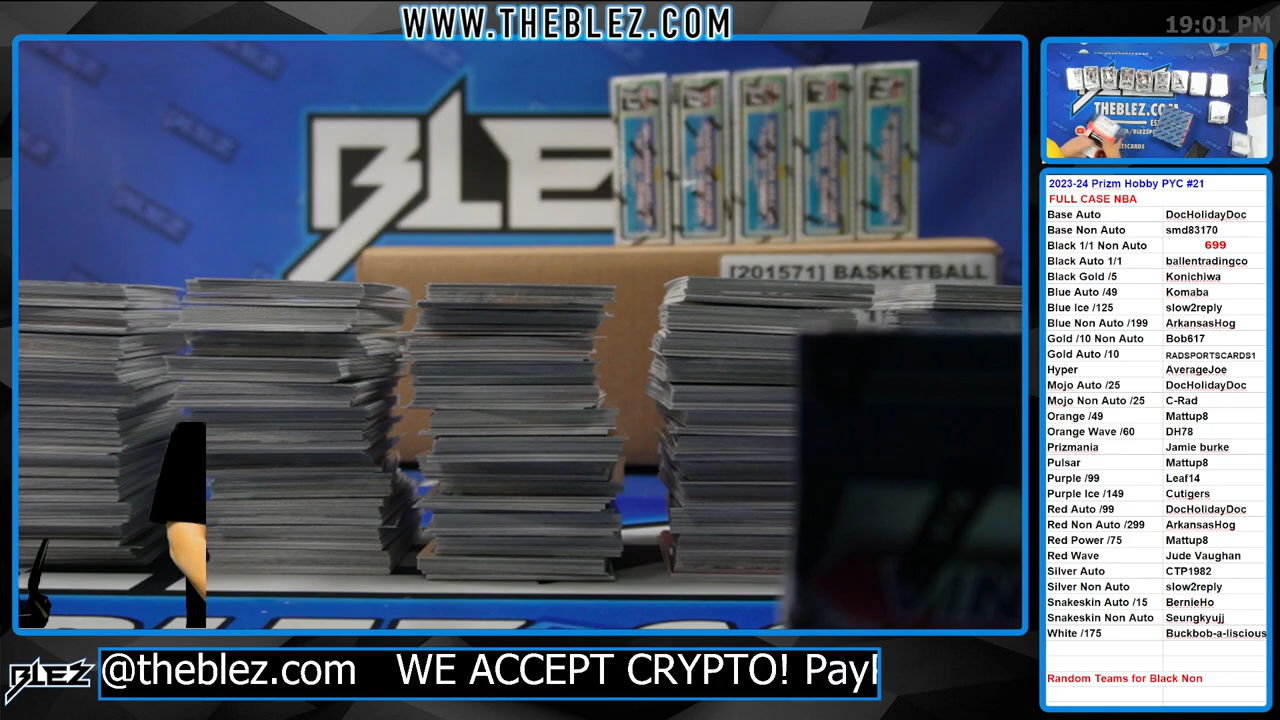 WWW.THEBLEZ.COM
19:01 PM
BLEZ
[201571] BASKETBALL
THEBLEZ.COM
2023-24 Prizm Hobby PYC #21
FULL CASE NBA
Base Auto DocHolidayDoc
Base Non Auto smd83170
Black 1/1 Non Auto 699
Black Auto 1/1 ballentradingco
Black Gold /5 Konichiwa
Blue Auto /49 Komaba
Blue Ice /125 slow2reply
Blue Non Auto /199 ArkansasHog
Gold /10 Non Auto Bob617
Gold Auto /10 RADSPORTSCARDS1
Hyper AverageJoe
Mojo Auto /25 DocHolidayDoc
Mojo Non Auto /25 C-Rad
Orange /49 Mattup8
Orange Wave /60 DH78
Prizmania Jamie burke
Pulsar Mattup8
Purple /99 Leaf14
Purple Ice /149 Cutigers
Red Auto /99 DocHolidayDoc
Red Non Auto /299 ArkansasHog
Red Power /75 Mattup8
Red Wave Jude Vaughan
Silver Auto CTP1982
Silver Non Auto slow2reply
Snakeskin Auto /15 BernieHo
Snakeskin Non Auto Seungkyujj
White /175 Buckbob-a-liscious
Random Teams for Black Non
BLEZ
@theblez.com WE ACCEPT CRYPTO! Pay